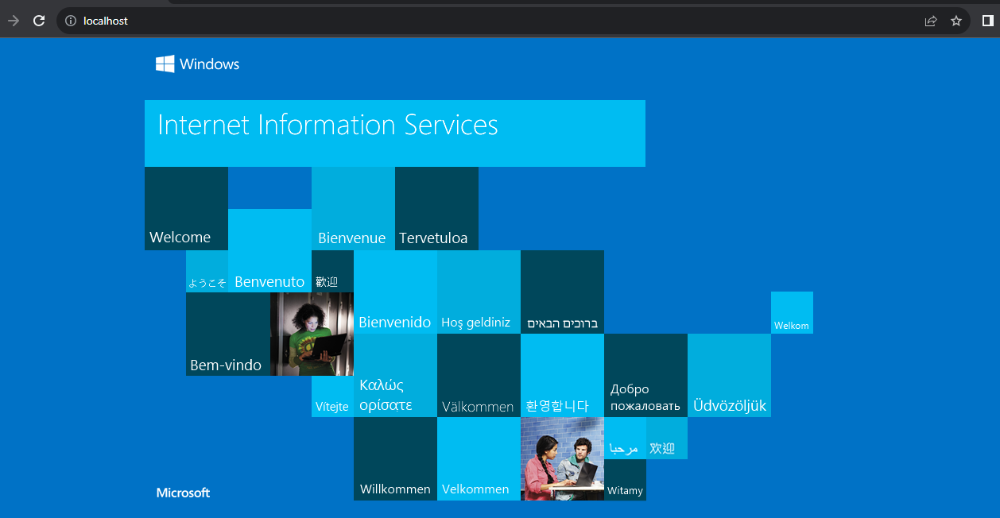 localhost
Windows
Internet Information Services
Welcome
Bienvenue
Tervetuloa
ようこそ
Benvenuto
歡迎
Bienvenido
Hoş geldiniz
ברוכים הבאים
Welkom
Bem-vindo
Vítejte
Καλώς
ορίσατε
Välkommen
환영합니다
Добро
пожаловать
Üdvözöljük
مرحبا
欢迎
Willkommen
Velkommen
Witamy
Microsoft